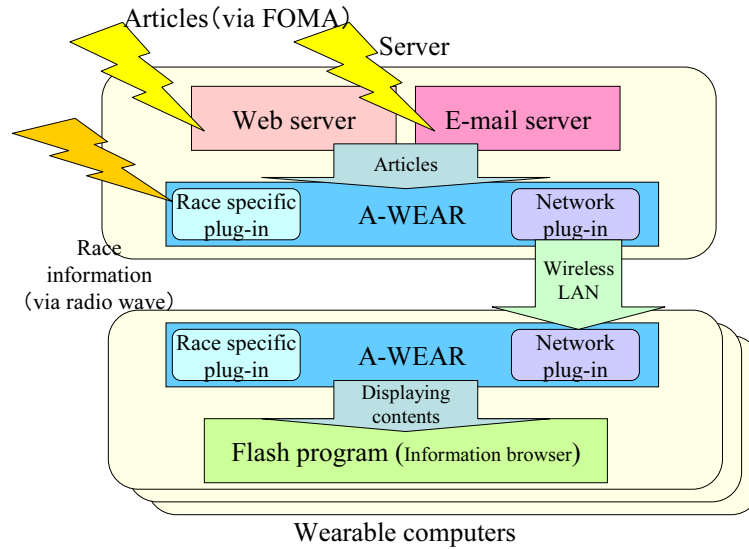 Articles（via FOMA）
Server
Web server
E-mail server
Articles
Race specific
plug-in
A-WEAR
Network
plug-in
Race
information
（via radio wave）
Wireless
LAN
Race specific
plug-in
A-WEAR
Network
plug-in
Displaying
contents
Flash program (Information browser)
Wearable computers